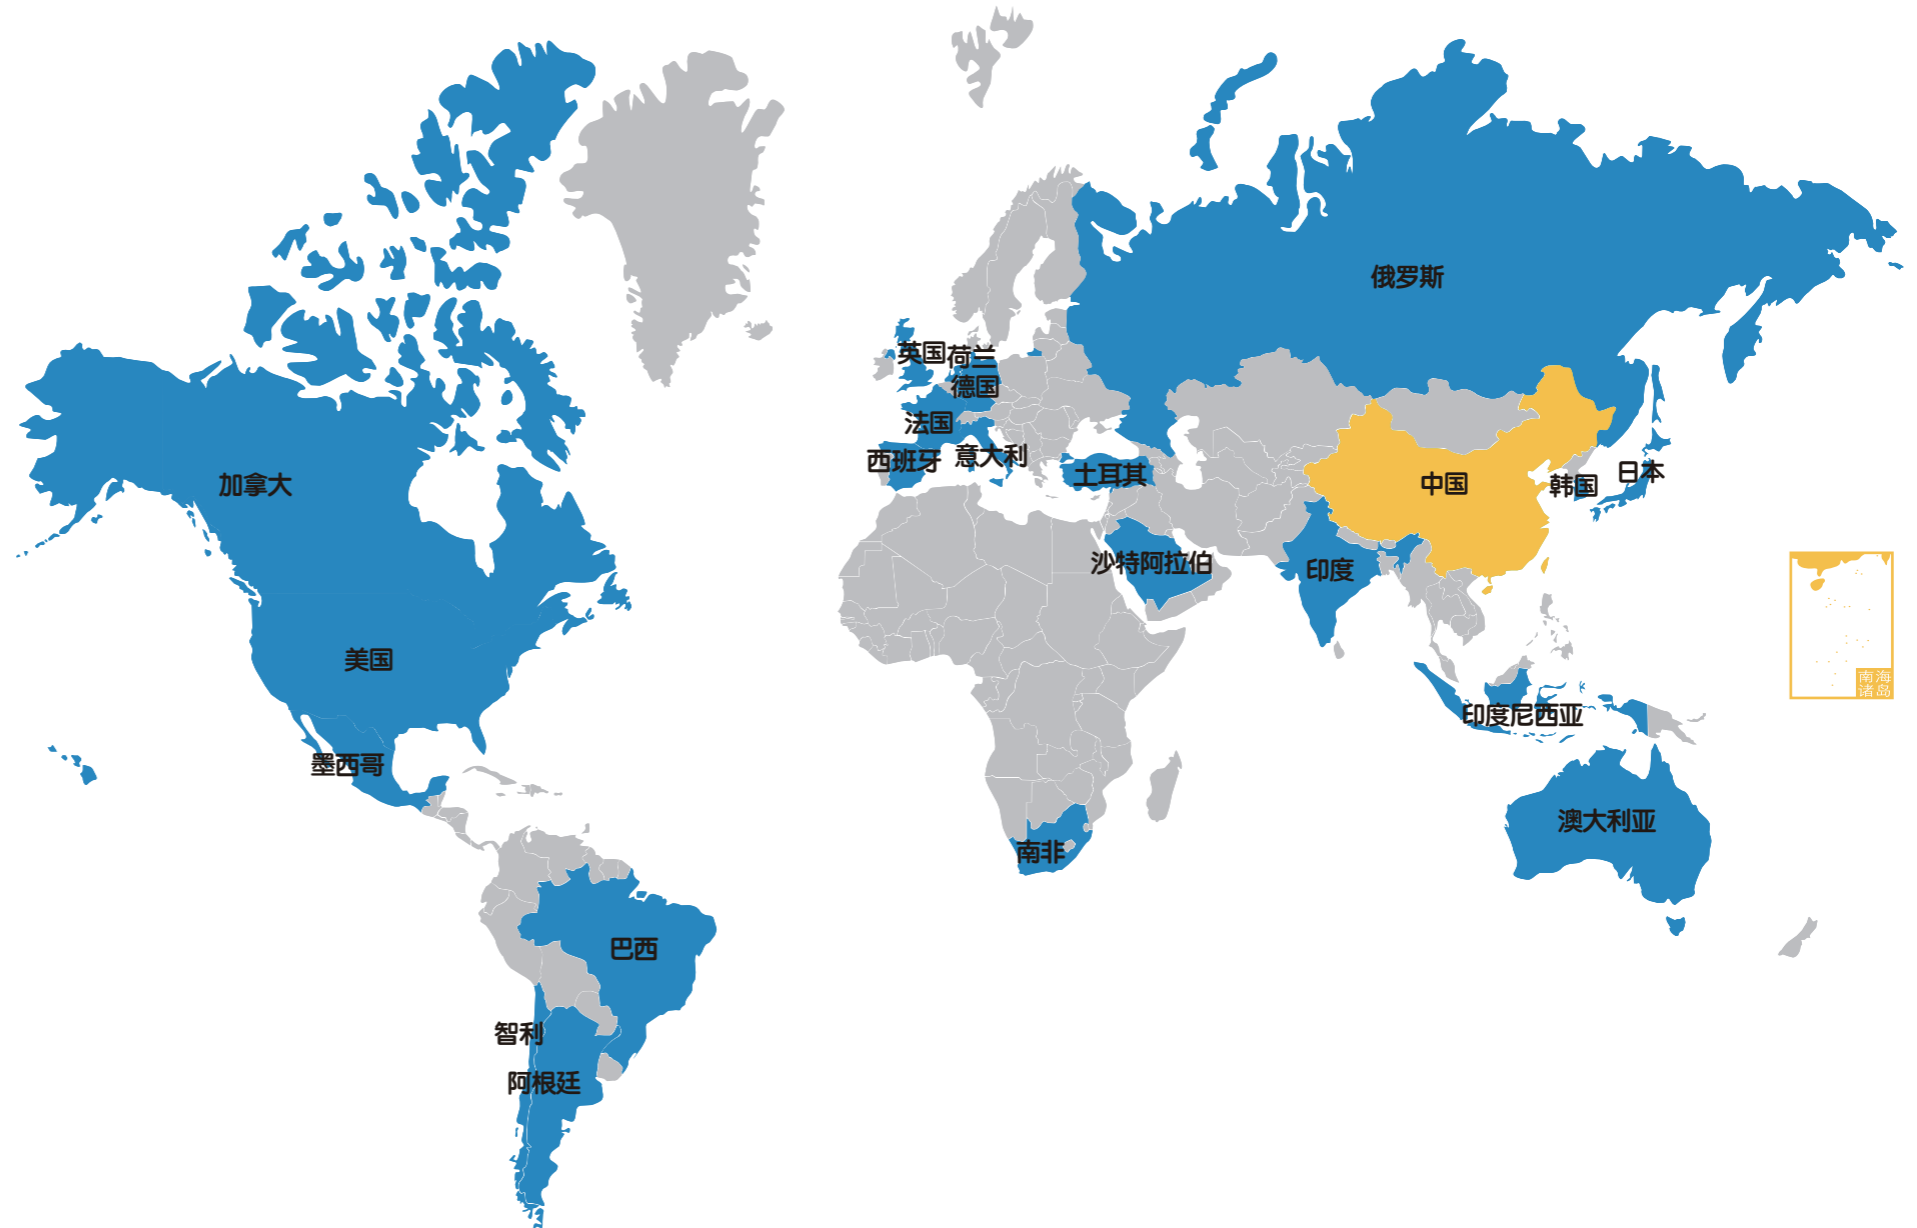 俄罗斯
英国
荷兰
德国
法国
西班牙
意大利
土耳其
加拿大
中国
韩国
日本
沙特阿拉伯
印度
美国
南海
诸岛
印度尼西亚
墨西哥
澳大利亚
南非
巴西
智利
阿根廷